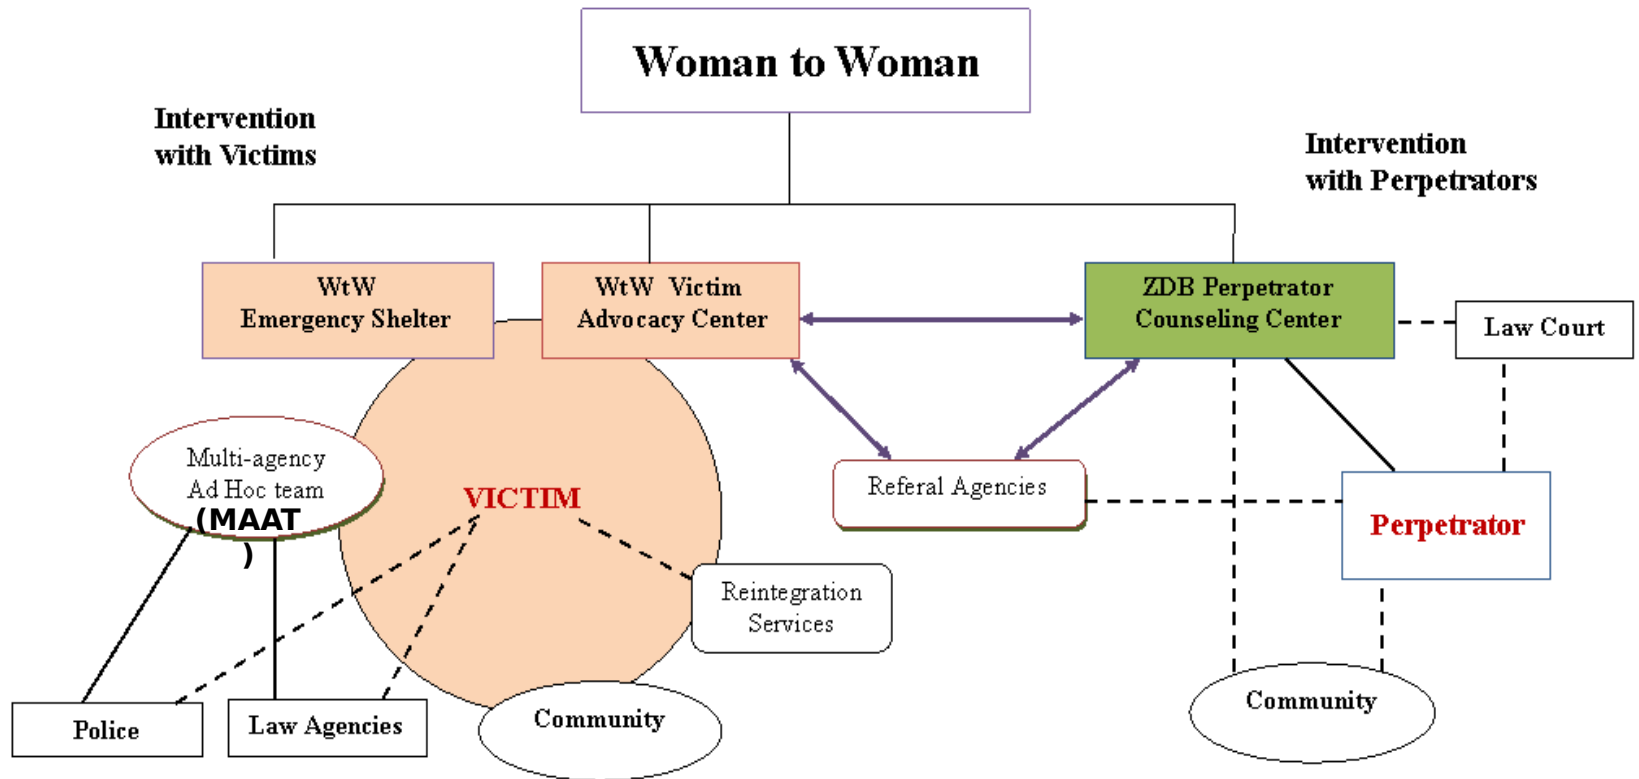 Woman to Woman
Intervention
with Victims
Intervention
with Perpetrators
WtW
Emergency Shelter
WtW Victim
Advocacy Center
ZDB Perpetrator
Counseling Center
Law Court
Multi-agency
Ad Hoc team
(MAAT
)
VICTIM
Referal Agencies
Perpetrator
Reintegration
Services
Police
Law Agencies
Community
Community